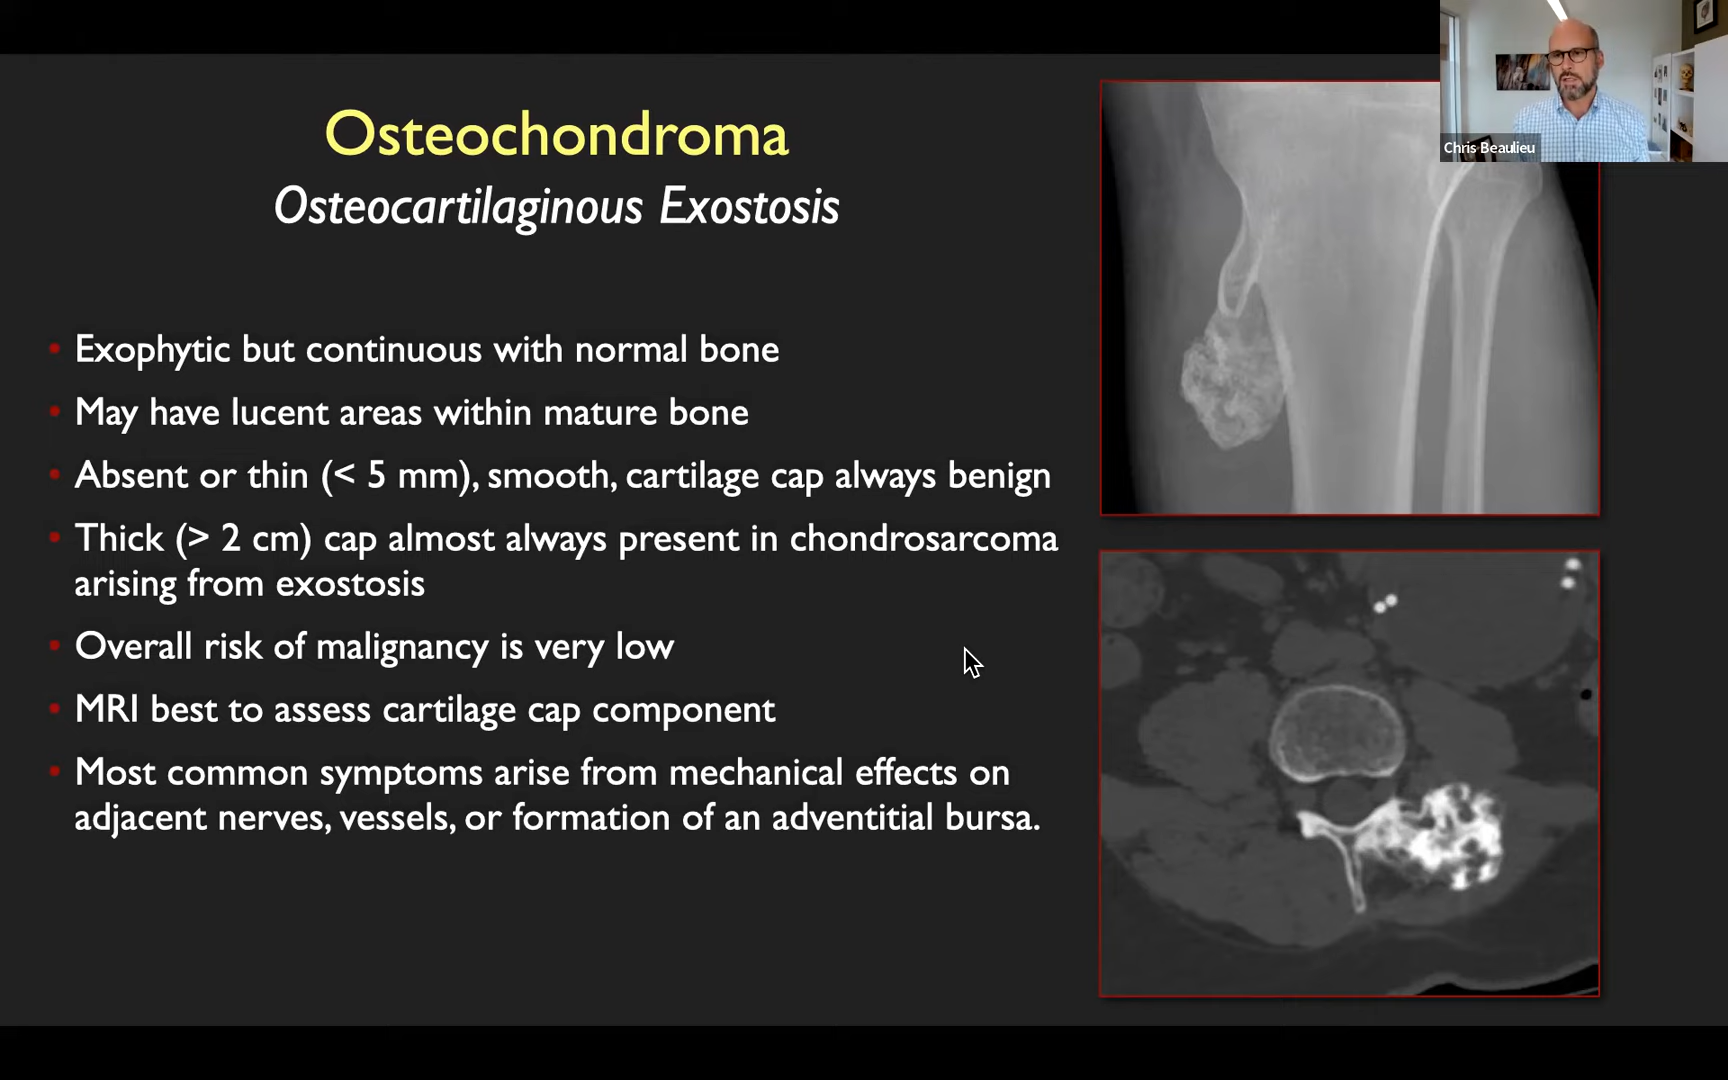 Chris Beaulieu
Osteochondroma
Osteocartilaginous Exostosis
• Exophytic but continuous with normal bone
• May have lucent areas within mature bone
• Absent or thin (< 5 mm), smooth, cartilage cap always benign
• Thick (> 2 cm) cap almost always present in chondrosarcoma
arising from exostosis
• Overall risk of malignancy is very low
• MRI best to assess cartilage cap component
• Most common symptoms arise from mechanical effects on
adjacent nerves, vessels, or formation of an adventitial bursa.